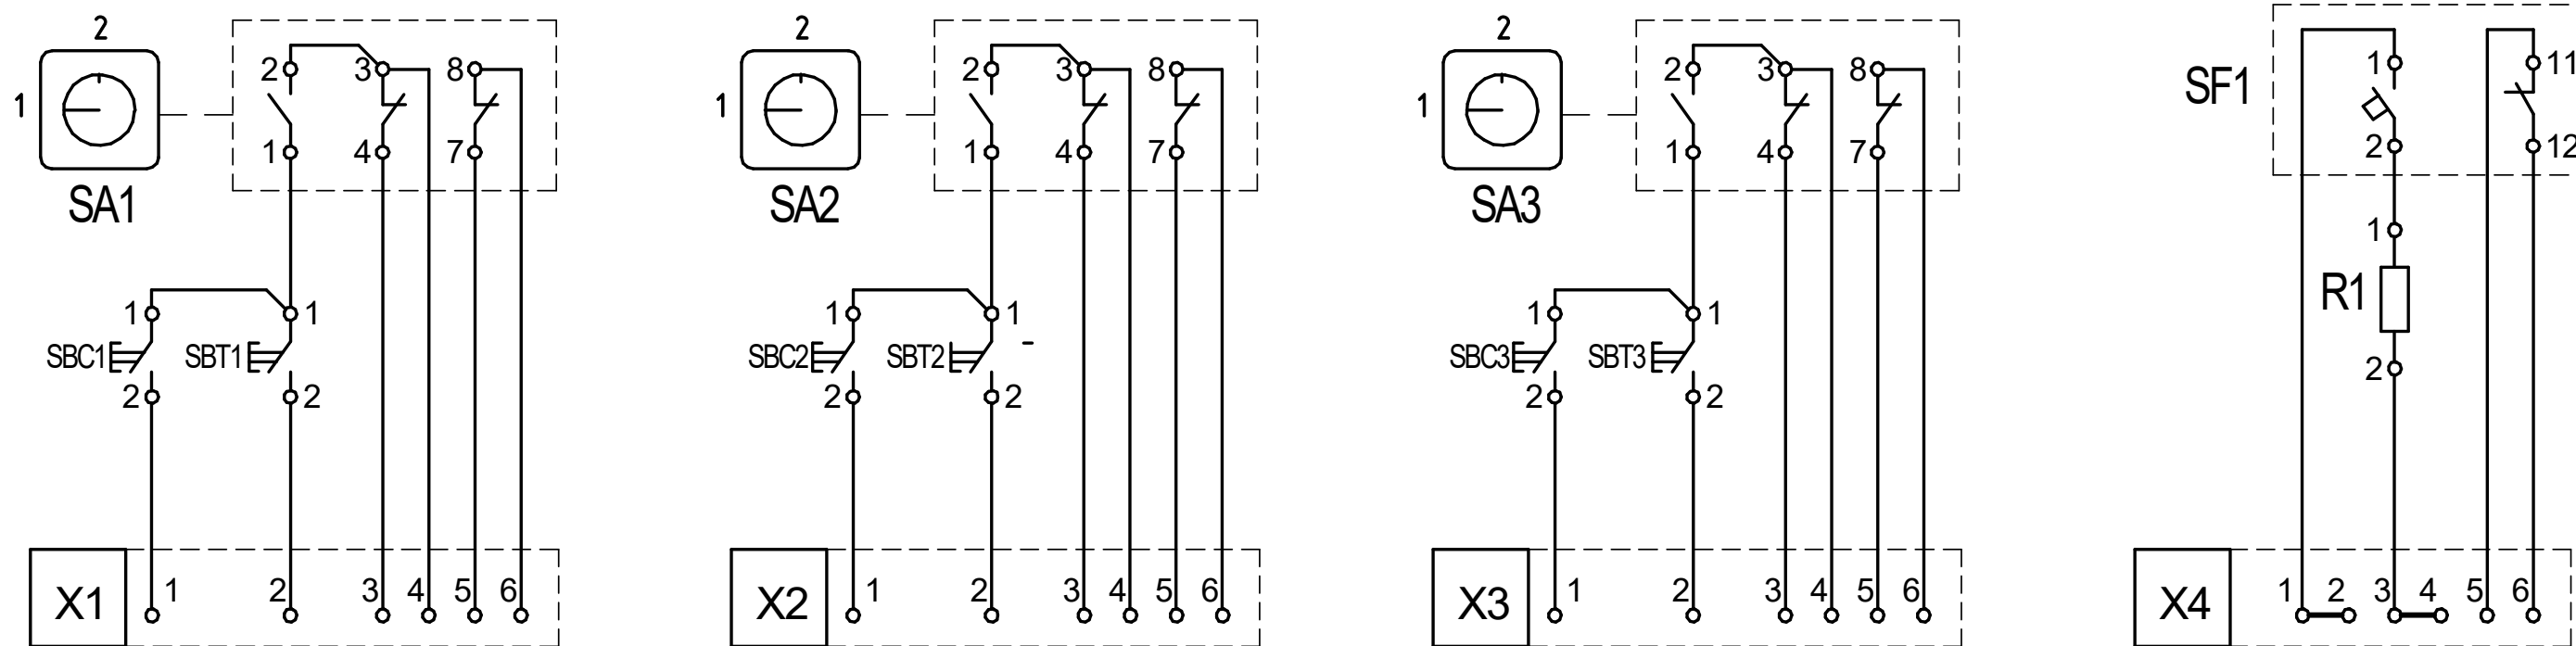 2 2 2
2 3 8 2 3 8 2 3 8 1 11
1 1 1 SF1
1 4 7 1 4 7 1 4 7 2 12
SA1 SA2 SA3
1
R1
2
1 1 1 1 1 1
SBC1 SBT1 SBC2 SBT2 - SBC3 SBT3
2 2 2 2 2 2
X1 1 2 3 4 5 6 X2 1 2 3 4 5 6 X3 1 2 3 4 5 6 X4 1 2 3 4 5 6